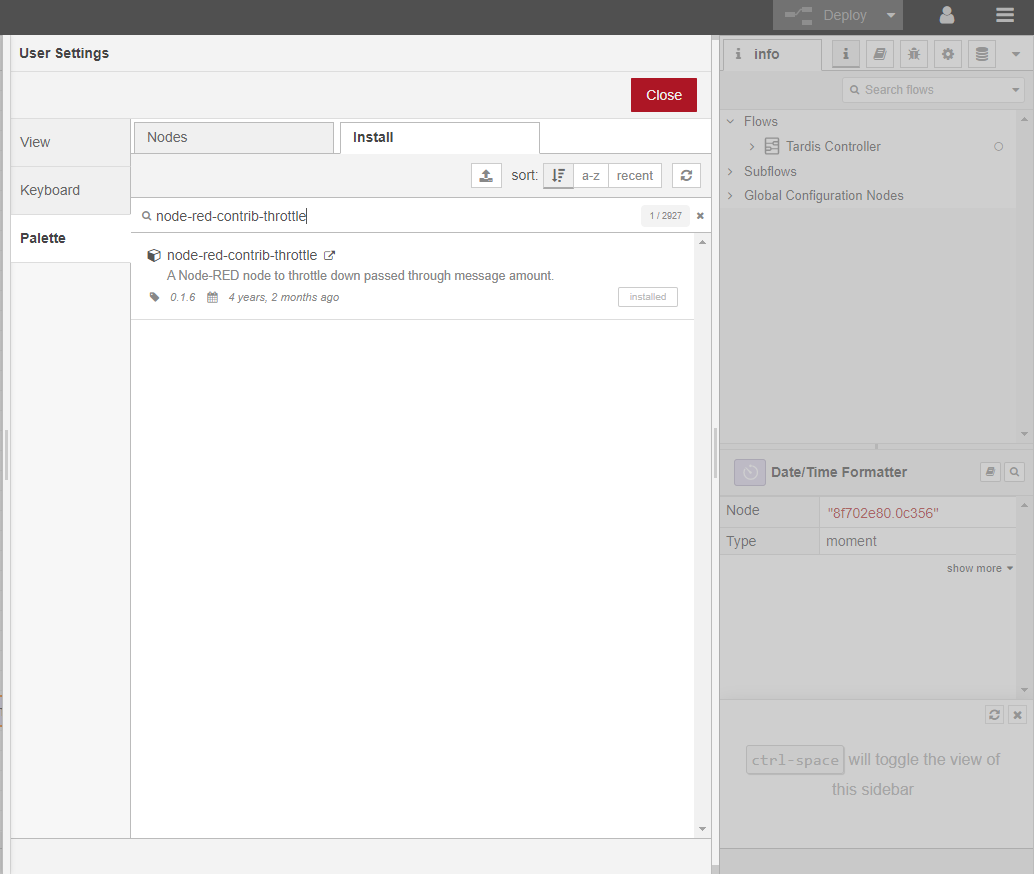 Deploy
User Settings
Close
View
Keyboard
Palette
Nodes
Install
sort:
a-z
recent
node-red-contrib-throttle
1 / 2927
node-red-contrib-throttle
A Node-RED node to throttle down passed through message amount.
0.1.6
4 years, 2 months ago
installed
info
Search flows
Flows
Tardis Controller
Subflows
Global Configuration Nodes
Date/Time Formatter
Node
"8f702e80.0c356"
Type
moment
show more
ctrl-space will toggle the view of
this sidebar